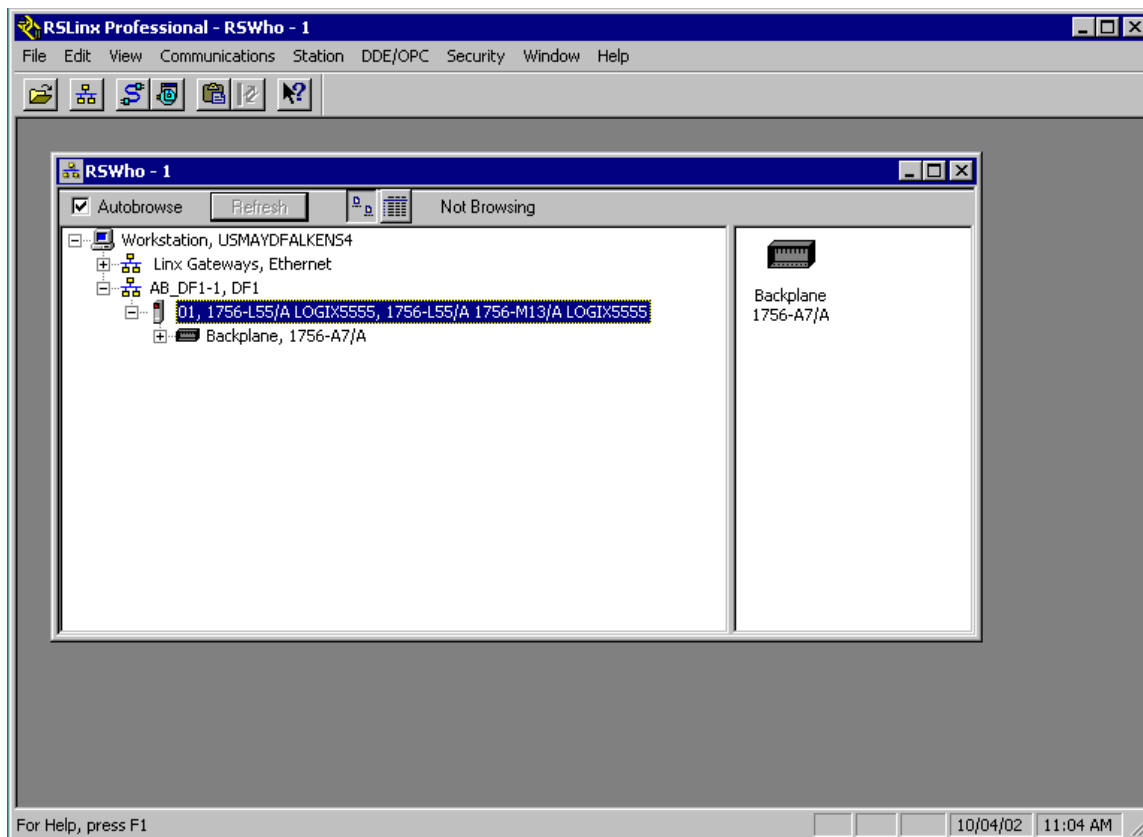 RSLinx Professional - RSWho - 1
File Edit View Communications Station DDE/OPC Security Window Help
RSWho - 1
Autobrowse Refresh Not Browsing
Workstation, USMAYDFALKENS4
Linx Gateways, Ethernet
AB_DF1-1, DF1
01, 1756-L55/A LOGIX5555, 1756-L55/A 1756-M13/A LOGIX5555
Backplane, 1756-A7/A
Backplane
1756-A7/A
For Help, press F1 10/04/02 11:04 AM